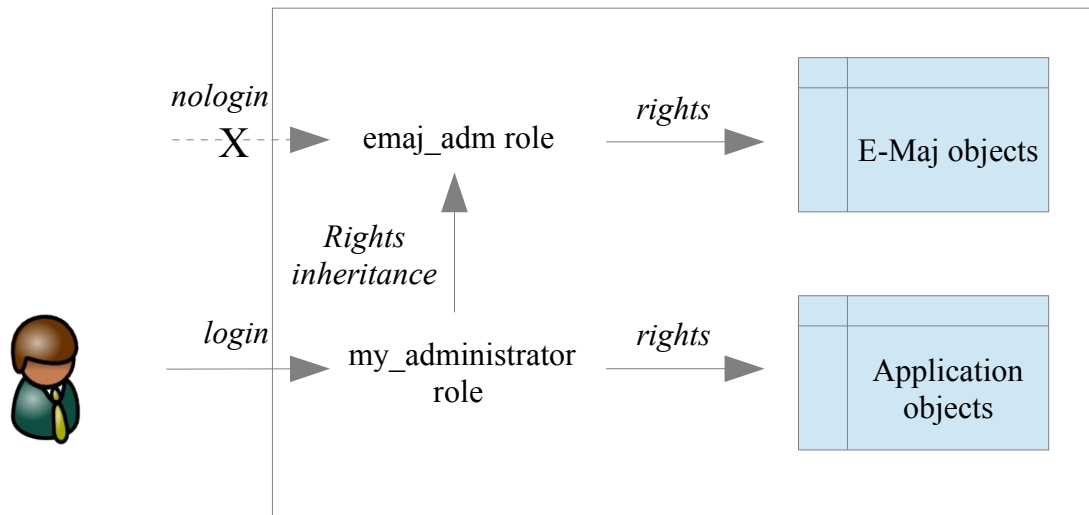 nologin
X
emaj_adm role
rights
E-Maj objects
Rights
inheritance
login
my_administrator
role
rights
Application
objects